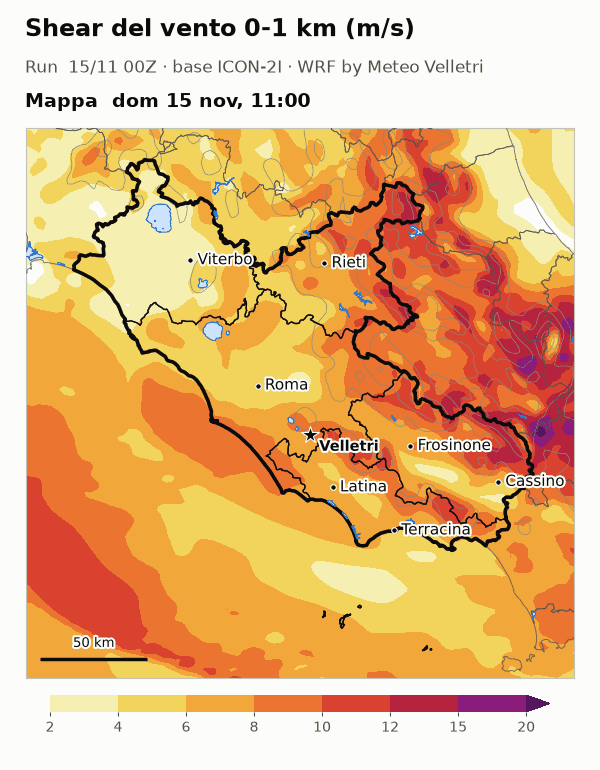 Shear del vento 0-1 km (m/s)
Run  15/11 00Z · base ICON-2I · WRF by Meteo Velletri
Mappa  dom 15 nov, 11:00
Viterbo
Rieti
Roma
Velletri
Frosinone
Cassino
Latina
Terracina
50 km
2 4 6 8 10 12 15 20